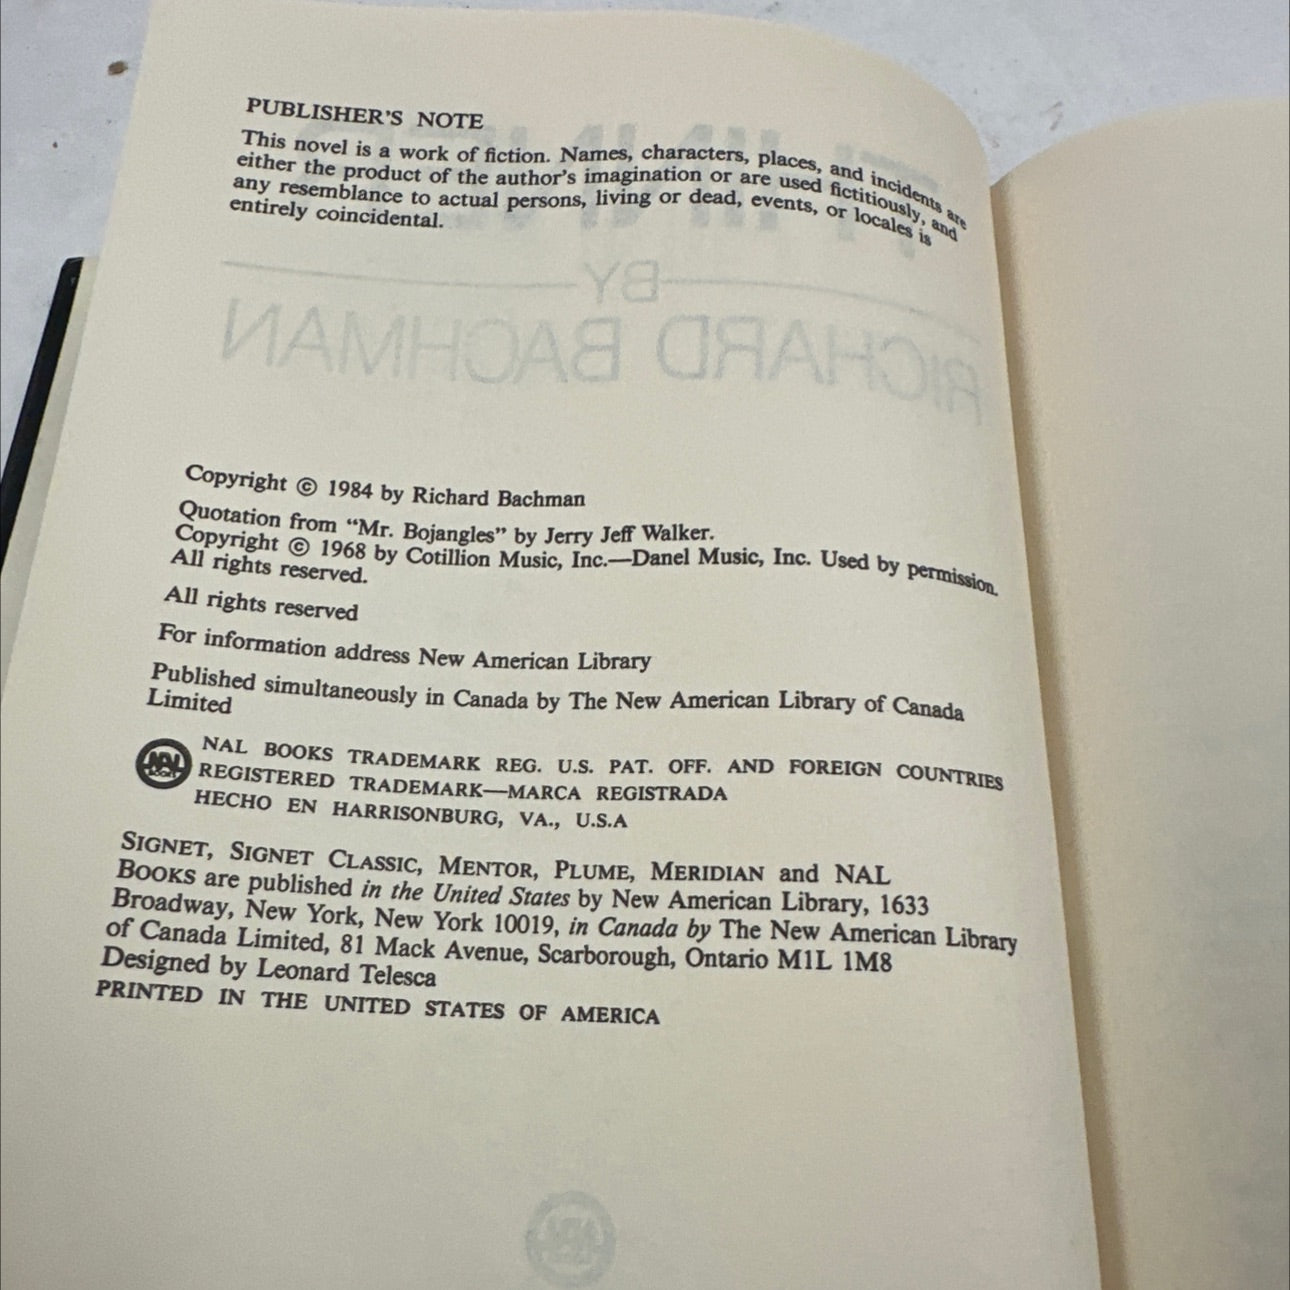 PUBLISHER'S NOTE
This novel is a work of fiction. Names, characters, places, and incidents are
either the product of the author's imagination or are used fictitiously, and
any resemblance to actual persons, living or dead, events, or locales is
entirely coincidental.
BY
RICHARD BACHMAN
Copyright © 1984 by Richard Bachman
Quotation from “Mr. Bojangles” by Jerry Jeff Walker.
Copyright © 1968 by Cotillion Music, Inc.—Danel Music, Inc. Used by permission.
All rights reserved.
All rights reserved
For information address New American Library
Published simultaneously in Canada by The New American Library of Canada
Limited
NAL BOOKS TRADEMARK REG. U.S. PAT. OFF. AND FOREIGN COUNTRIES
REGISTERED TRADEMARK—MARCA REGISTRADA
HECHO EN HARRISONBURG, VA., U.S.A
SIGNET, SIGNET CLASSIC, MENTOR, PLUME, MERIDIAN and NAL
BOOKS are published in the United States by New American Library, 1633
Broadway, New York, New York 10019, in Canada by The New American Library
of Canada Limited, 81 Mack Avenue, Scarborough, Ontario M1L 1M8
Designed by Leonard Telesca
PRINTED IN THE UNITED STATES OF AMERICA